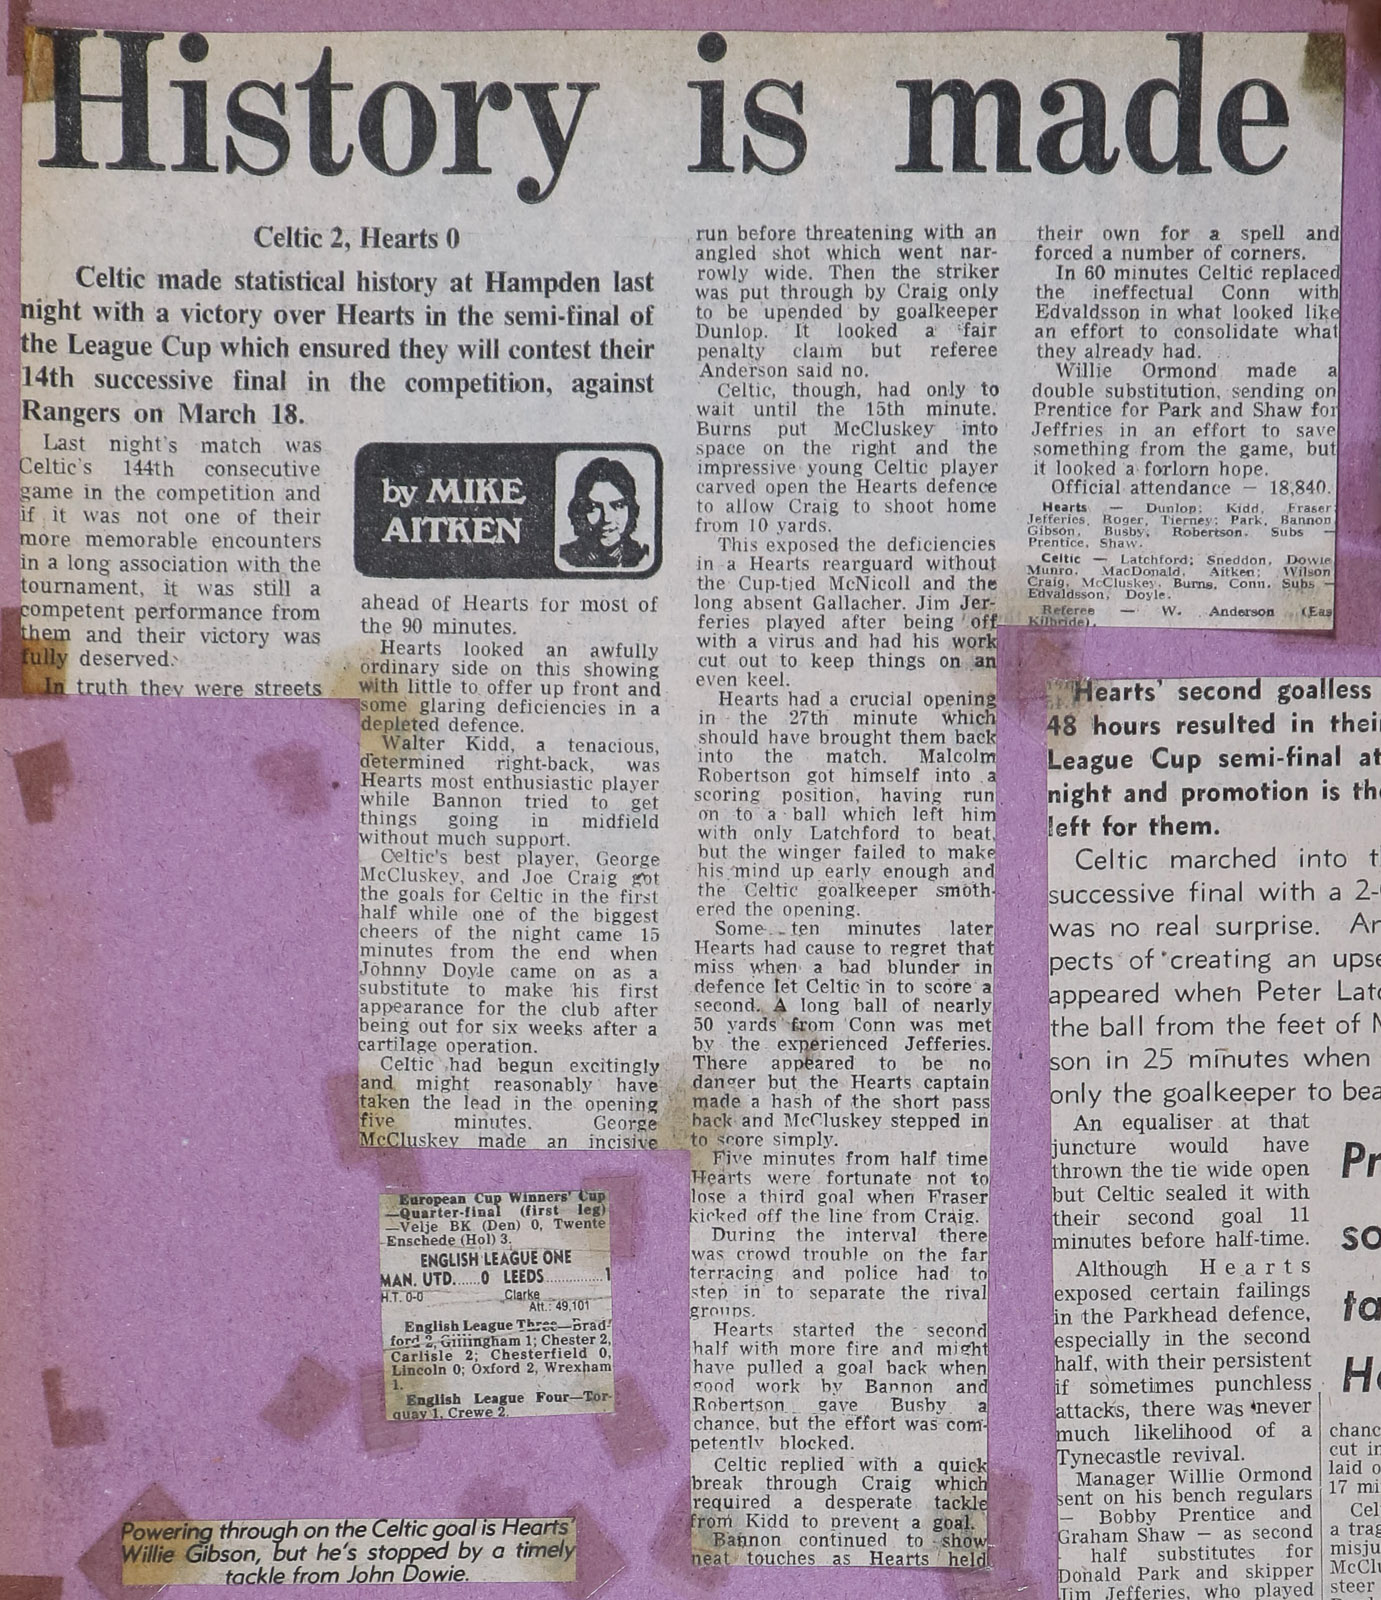 History is made
Celtic 2, Hearts 0
Celtic made statistical history at Hampden last
night with a victory over Hearts in the semi-final of
the League Cup which ensured they will contest their
14th successive final in the competition, against
Rangers on March 18.
Last night's match was
Celtic's 144th consecutive
game in the competition and
if it was not one of their
more memorable encounters
in a long association with the
tournament, it was still a
competent performance from
them and their victory was
fully deserved.
In truth they were streets
by MIKE
AITKEN
ahead of Hearts for most of
the 90 minutes.
Hearts looked an awfully
ordinary side on this showing
with little to offer up front and
some glaring deficiencies in a
depleted defence.
Walter Kidd, a tenacious,
determined right-back, was
Hearts most enthusiastic player
while Bannon tried to get
things going in midfield
without much support.
Celtic's best player, George
McCluskey, and Joe Craig got
the goals for Celtic in the first
half while one of the biggest
cheers of the night came 15
minutes from the end when
Johnny Doyle came on as a
substitute to make his first
appearance for the club after
being out for six weeks after a
cartilage operation.
Celtic had begun excitingly
and might reasonably have
taken the lead in the opening
five minutes. George
McCluskey made an incisive
run before threatening with an
angled shot which went nar-
rowly wide. Then the striker
was put through by Craig only
to be upended by goalkeeper
Dunlop. It looked a fair
penalty claim but referee
Anderson said no.
Celtic, though, had only to
wait until the 15th minute.
Burns put McCluskey into
space on the right and the
impressive young Celtic player
carved open the Hearts defence
to allow Craig to shoot home
from 10 yards.
This exposed the deficiencies
in a Hearts rearguard without
the Cup-tied McNicoll and the
long absent Gallacher. Jim Jer-
feries played after being off
with a virus and had his work
cut out to keep things on an
even keel.
Hearts had a crucial opening
in the 27th minute which
should have brought them back
into the match. Malcolm
Robertson got himself into a
scoring position, having run
on to a ball which left him
with only Latchford to beat,
but the winger failed to make
his mind up early enough and
the Celtic goalkeeper smoth-
ered the opening.
Some ten minutes later
Hearts had cause to regret that
miss when a bad blunder in
defence let Celtic in to score a
second. A long ball of nearly
50 yards from Conn was met
by the experienced Jefferies.
There appeared to be no
danger but the Hearts captain
made a hash of the short pass
back and McCluskey stepped in
to score simply.
Five minutes from half time
Hearts were fortunate not to
lose a third goal when Fraser
kicked off the line from Craig.
During the interval there
was crowd trouble on the far
terracing and police had to
step in to separate the rival
groups.
Hearts started the second
half with more fire and might
have pulled a goal back when
good work by Bannon and
Robertson gave Busby a
chance, but the effort was com-
petently blocked.
Celtic replied with a quick
break through Craig which
required a desperate tackle
from Kidd to prevent a goal.
Bannon continued to show
neat touches as Hearts held
their own for a spell and
forced a number of corners.
In 60 minutes Celtic replaced
the ineffectual Conn with
Edvaldsson in what looked like
an effort to consolidate what
they already had.
Willie Ormond made a
double substitution, sending on
Prentice for Park and Shaw for
Jeffries in an effort to save
something from the game, but
it looked a forlorn hope.
Official attendance — 18,840.
Hearts — Dunlop; Kidd, Fraser
Jefferies, Roger, Tierney; Park, Bannon
Gibson, Busby, Robertson. Subs —
Prentice, Shaw.
Celtic — Latchford; Sneddon, Dowie
Munro, MacDonald, Aitken; Wilson
Craig, McCluskey, Burns, Conn. Subs —
Edvaldsson, Doyle.
Referee — W. Anderson (Eas
Kilbride).
European Cup Winners' Cup
—Quarter-final (first leg)
—Velje BK (Den) 0, Twente
Enschede (Hol) 3.
ENGLISH LEAGUE ONE
MAN. UTD......0 LEEDS...............1
H.T. 0-0 Clarke
Att.: 49,101
English League Three—Brad-
ford 2, Gillingham 1; Chester 2,
Carlisle 2; Chesterfield 0,
Lincoln 0; Oxford 2, Wrexham
1.
English League Four—Tor-
quay 1, Crewe 2.
Powering through on the Celtic goal is Hearts'
Willie Gibson, but he's stopped by a timely
tackle from John Dowie.
Hearts' second goalless
48 hours resulted in thei
League Cup semi-final at
night and promotion is the
left for them.
Celtic marched into t
successive final with a 2-
was no real surprise. An
pects of creating an upse
appeared when Peter Latc
the ball from the feet of M
son in 25 minutes when
only the goalkeeper to bea
An equaliser at that
juncture would have
thrown the tie wide open
but Celtic sealed it with
their second goal 11
minutes before half-time.
Although Hearts
exposed certain failings
in the Parkhead defence,
especially in the second
half, with their persistent
if sometimes punchless
attacks, there was never
much likelihood of a
Tynecastle revival.
Manager Willie Ormond
sent on his bench regulars
— Bobby Prentice and
Graham Shaw — as second
half substitutes for
Donald Park and skipper
Jim Jefferies, who played
Pr
so
ta
He
chanc
cut in
laid o
17 mi
Cel
a trag
misju
McClu
steer